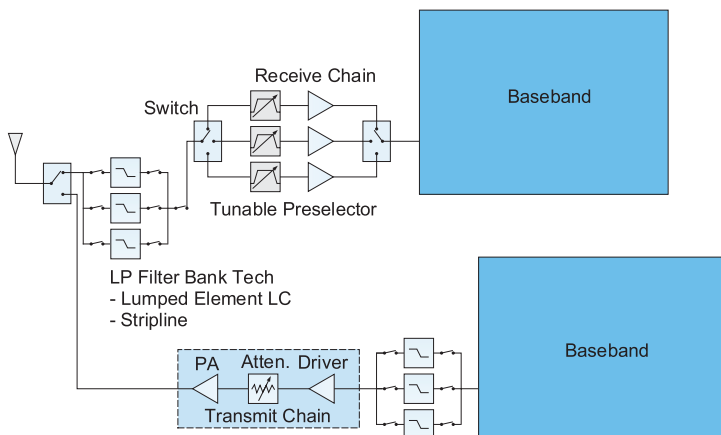 Receive Chain
Baseband
Switch
Tunable Preselector
LP Filter Bank Tech
- Lumped Element LC
- Stripline
Baseband
PA Atten. Driver
Transmit Chain